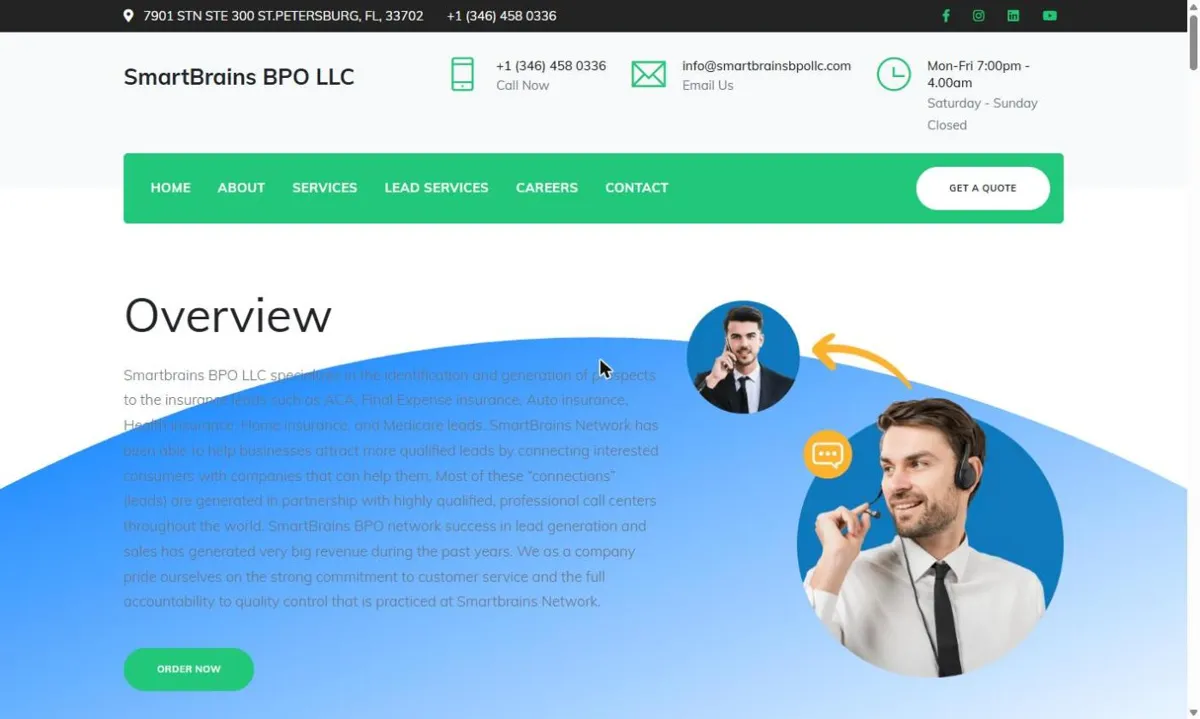 7901 STN STE 300 ST.PETERSBURG, FL, 33702 +1 (346) 458 0336
SmartBrains BPO LLC
+1 (346) 458 0336
Call Now
info@smartbrainsbpollc.com
Email Us
Mon-Fri 7:00pm -
4.00am
Saturday - Sunday
Closed
HOME ABOUT SERVICES LEAD SERVICES CAREERS CONTACT GET A QUOTE
Overview
Smartbrains BPO LLC specializes in the identification and generation of prospects
to the insurance leads such as ACA, Final Expense insurance, Auto insurance,
Health insurance, Home insurance, and Medicare leads. SmartBrains Network has
been able to help businesses attract more qualified leads by connecting interested
consumers with companies that can help them. Most of these “connections”
(leads) are generated in partnership with highly qualified, professional call centers
throughout the world. SmartBrains BPO network success in lead generation and
sales has generated very big revenue during the past years. We as a company
pride ourselves on the strong commitment to customer service and the full
accountability to quality control that is practiced at Smartbrains Network.
ORDER NOW